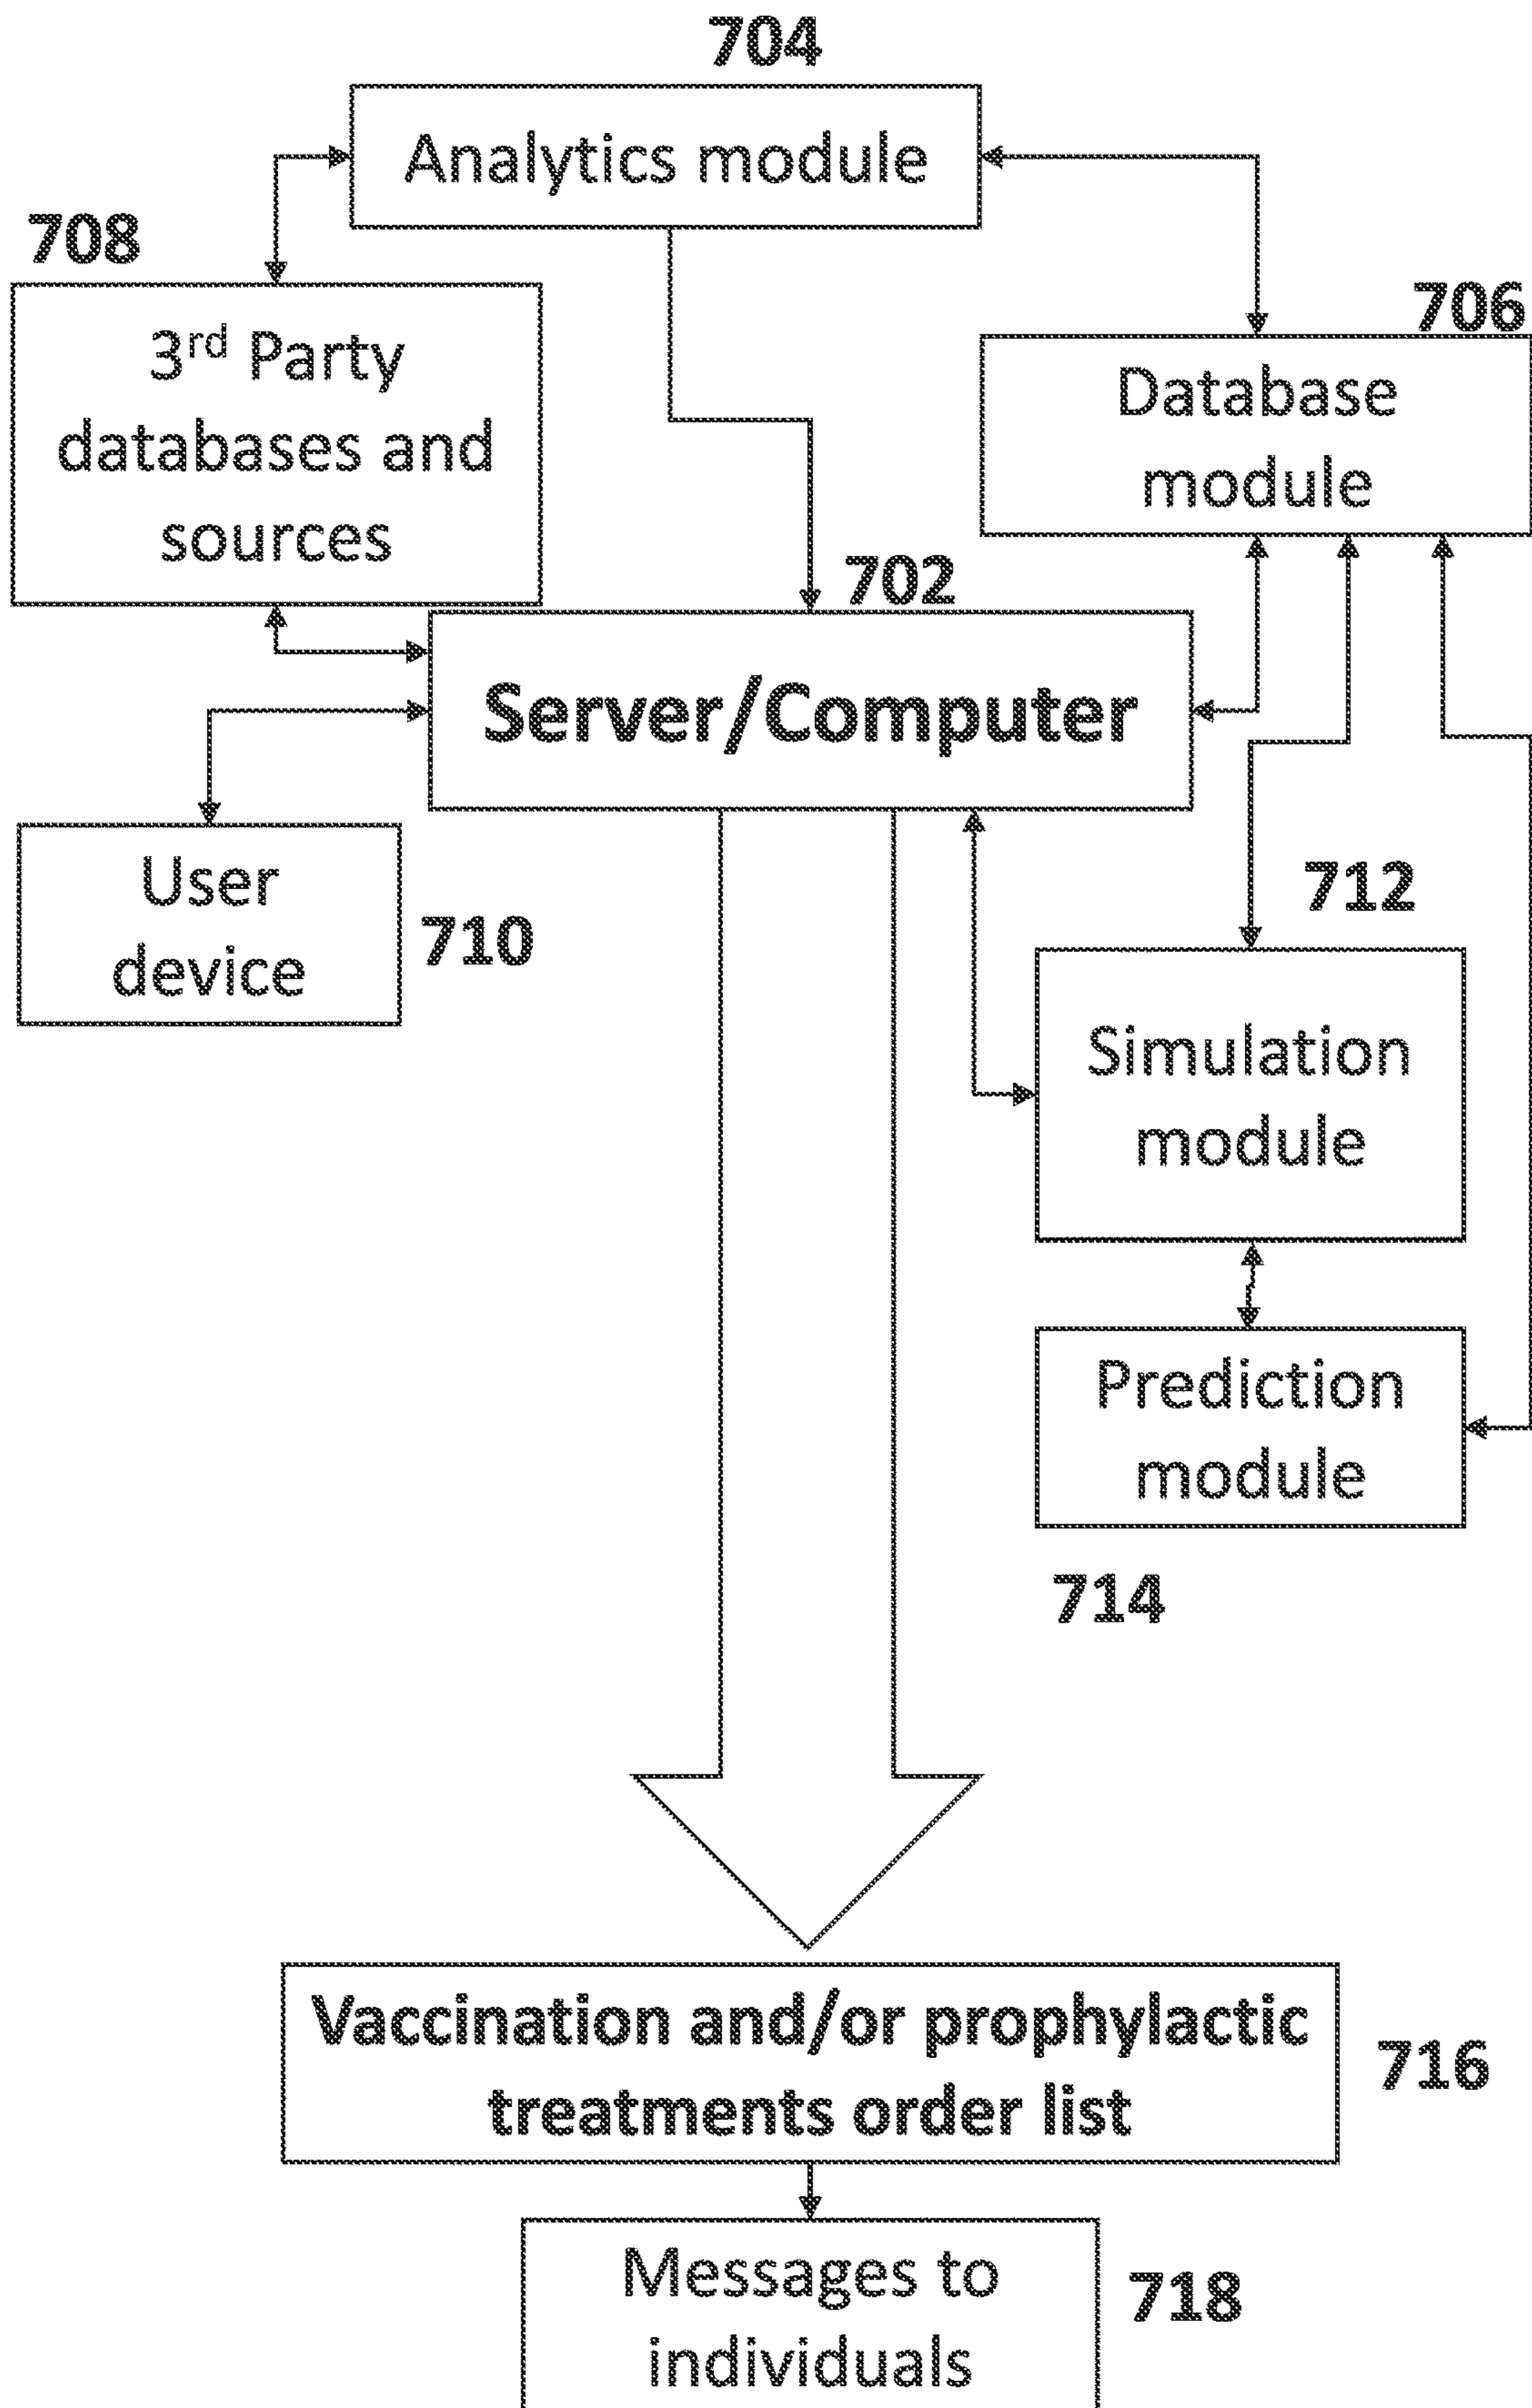 704
Analytics module
708
3rd Party
databases and
sources
706
Database
module
702
Server/Computer
User
device
710
712
Simulation
module
Prediction
module
714
Vaccination and/or prophylactic
treatments order list
716
Messages to
individuals
718